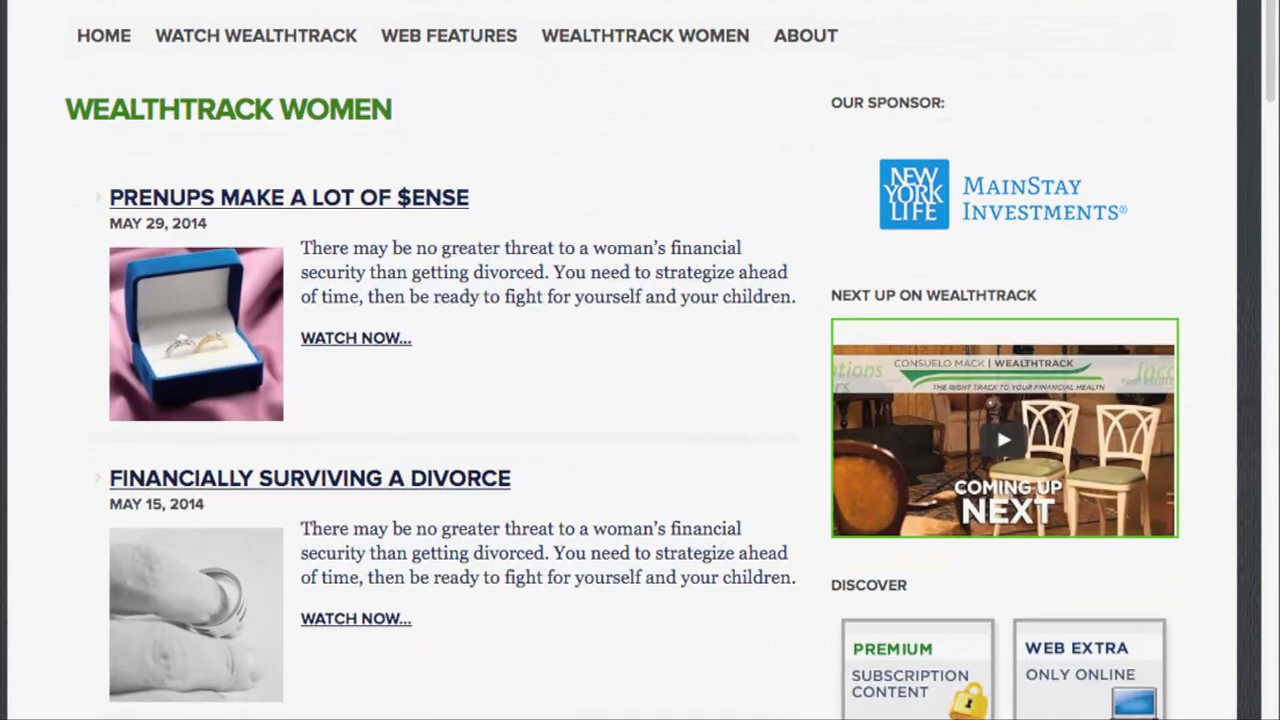 HOME WATCH WEALTHTRACK WEB FEATURES WEALTHTRACK WOMEN ABOUT
WEALTHTRACK WOMEN
PRENUPS MAKE A LOT OF $ENSE
MAY 29, 2014
There may be no greater threat to a woman's financial
security than getting divorced. You need to strategize ahead
of time, then be ready to fight for yourself and your children.
WATCH NOW...
FINANCIALLY SURVIVING A DIVORCE
MAY 15, 2014
There may be no greater threat to a woman's financial
security than getting divorced. You need to strategize ahead
of time, then be ready to fight for yourself and your children.
WATCH NOW...
OUR SPONSOR:
NEW
YORK
LIFE
MAINSTAY
INVESTMENTS®
NEXT UP ON WEALTHTRACK
CONSUELO MACK | WEALTHTRACK
THE RIGHT TRACK TO YOUR FINANCIAL HEALTH
COMING UP
NEXT
DISCOVER
PREMIUM
SUBSCRIPTION
CONTENT
WEB EXTRA
ONLY ONLINE